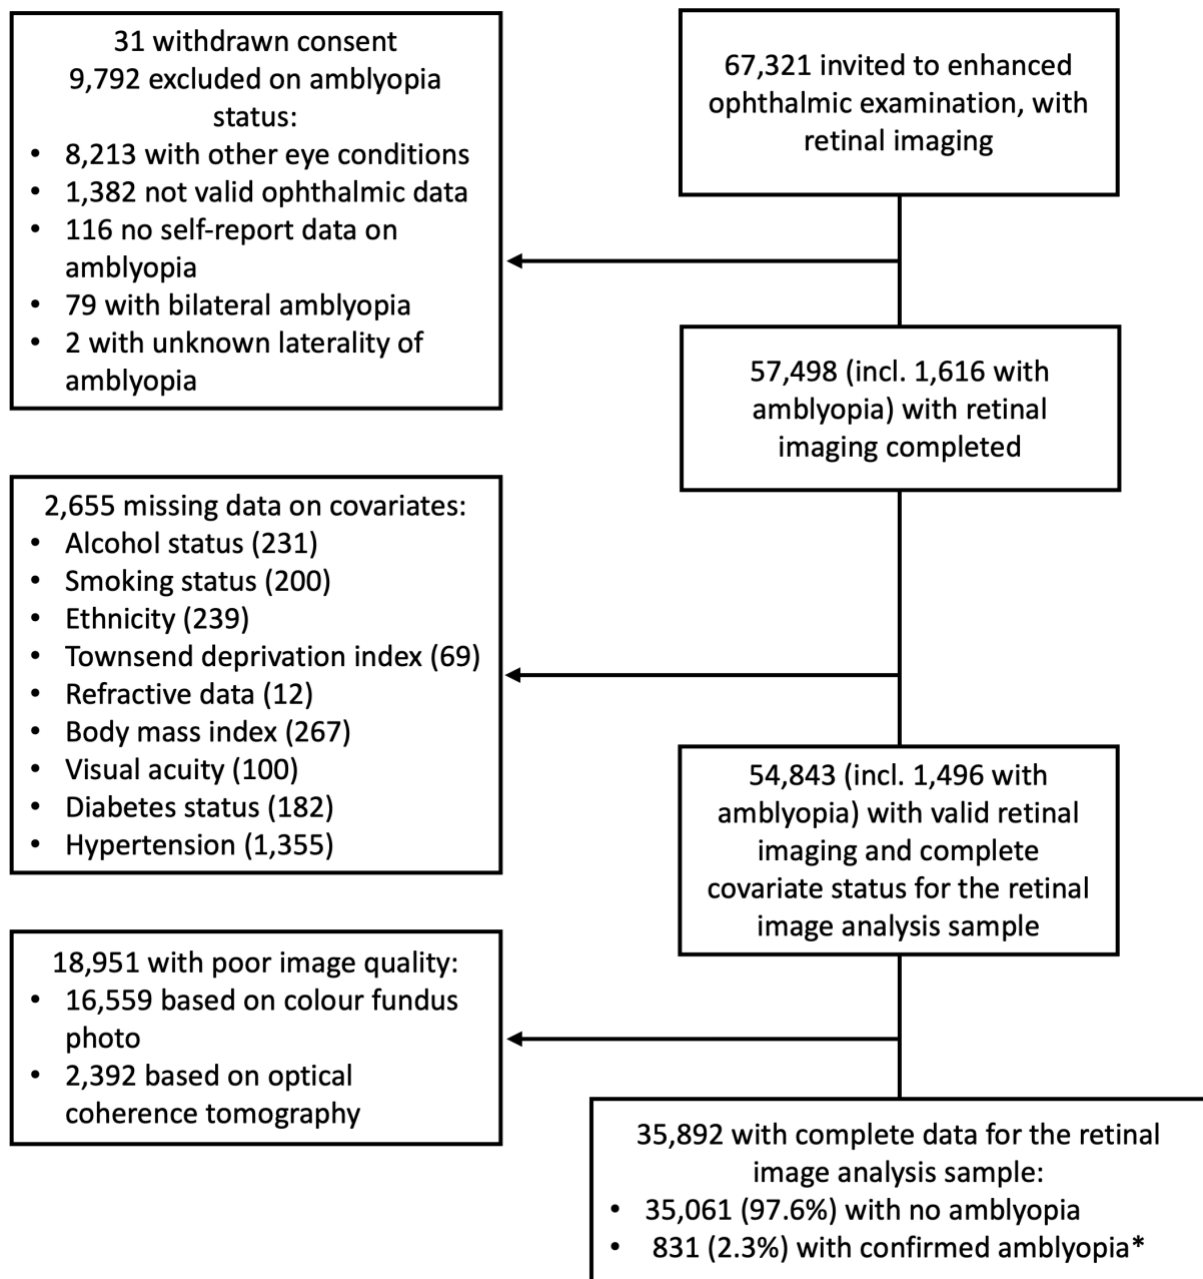 67,321 invited to enhanced
ophthalmic examination, with
retinal imaging
31 withdrawn consent
9,792 excluded on amblyopia
status:
• 8,213 with other eye conditions
• 1,382 not valid ophthalmic data
• 116 no self-report data on
amblyopia
• 79 with bilateral amblyopia
• 2 with unknown laterality of
amblyopia
57,498 (incl. 1,616 with
amblyopia) with retinal
imaging completed
2,655 missing data on covariates:
• Alcohol status (231)
• Smoking status (200)
• Ethnicity (239)
• Townsend deprivation index (69)
• Refractive data (12)
• Body mass index (267)
• Visual acuity (100)
• Diabetes status (182)
• Hypertension (1,355)
54,843 (incl. 1,496 with
amblyopia) with valid retinal
imaging and complete
covariate status for the retinal
image analysis sample
18,951 with poor image quality:
• 16,559 based on colour fundus
photo
• 2,392 based on optical
coherence tomography
35,892 with complete data for the retinal
image analysis sample:
• 35,061 (97.6%) with no amblyopia
• 831 (2.3%) with confirmed amblyopia*